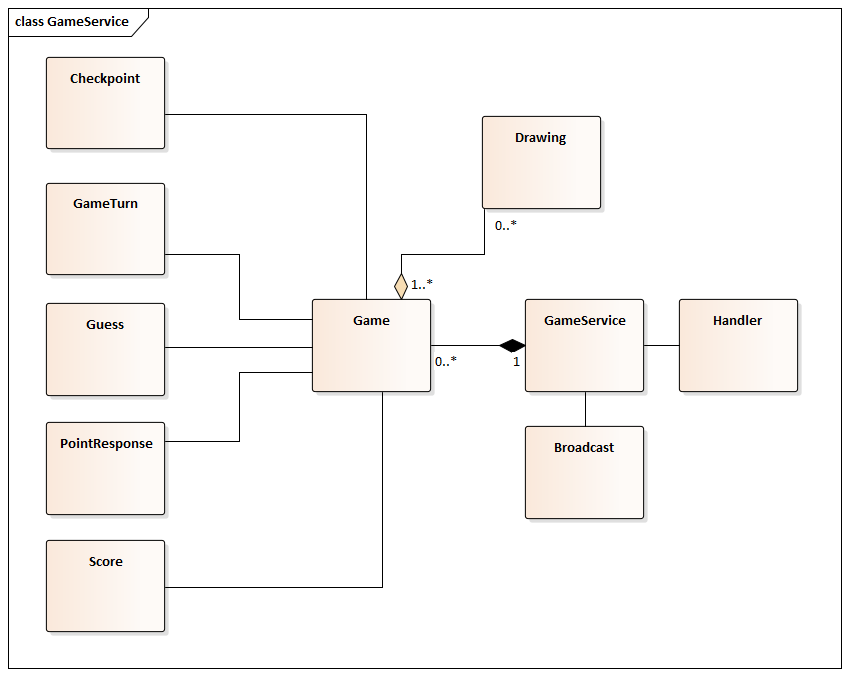 class GameService
Checkpoint
Drawing
GameTurn
0..*
1..*
Game
GameService
Handler
Guess
0..*
1
PointResponse
Broadcast
Score